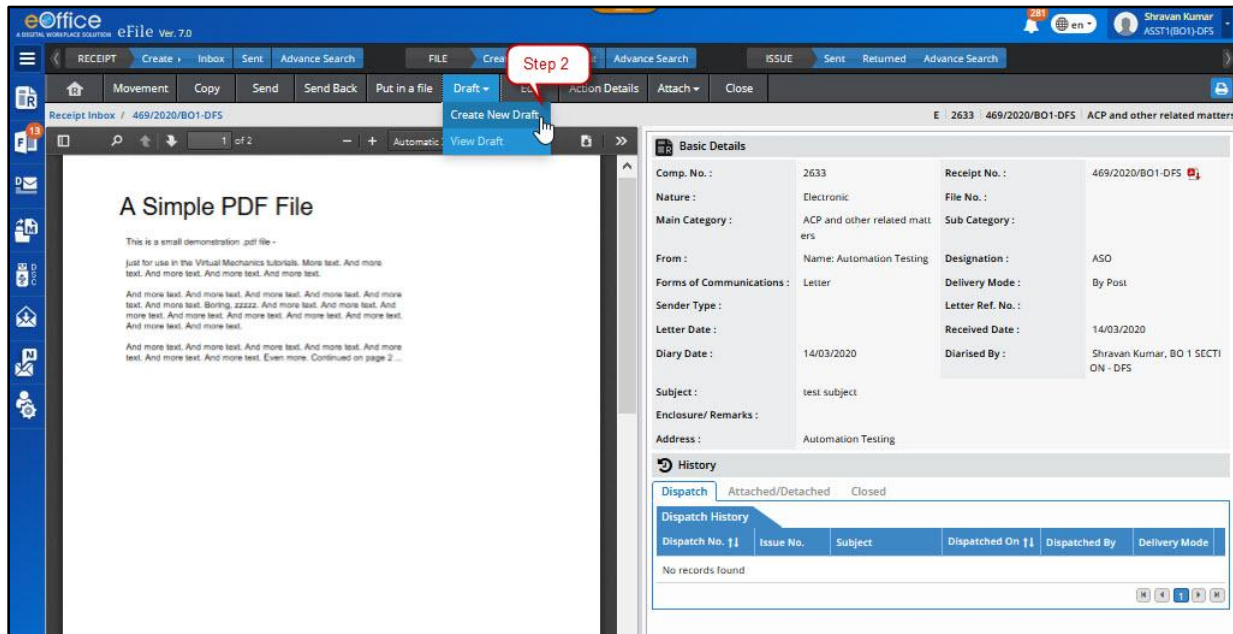 eOffice
A DIGITAL WORKPLACE SOLUTION eFile Ver. 7.0
281
en
Shravan Kumar
ASST1(BO1)-DFS
RECEIPT Create Inbox Sent Advance Search FILE Crea Advance Search ISSUE Sent Returned Advance Search
Step 2
Movement Copy Send Send Back Put in a file Draft Action Details Attach Close
Create New Draft
View Draft
Receipt Inbox / 469/2020/BO1-DFS
E 2633 469/2020/BO1-DFS ACP and other related matters
13
1 of 2 Automatic
A Simple PDF File
This is a small demonstration .pdf file -
just for use in the Virtual Mechanics tutorials. More text. And more
text. And more text. And more text. And more text.
And more text. And more text. And more text. And more text. And more
text. And more text. Boring, zzzzz. And more text. And more text. And
more text. And more text. And more text. And more text. And more text.
And more text. And more text.
And more text. And more text. And more text. And more text. And more
text. And more text. And more text. Even more. Continued on page 2 ...
Basic Details
Comp. No. : 2633 Receipt No. : 469/2020/BO1-DFS
Nature : Electronic File No. :
Main Category : ACP and other related matt Sub Category :
ers
From : Name: Automation Testing Designation : ASO
Forms of Communications : Letter Delivery Mode : By Post
Sender Type : Letter Ref. No. :
Letter Date : Received Date : 14/03/2020
Diary Date : 14/03/2020 Diarised By : Shravan Kumar, BO 1 SECTI
ON - DFS
Subject : test subject
Enclosure/ Remarks :
Address : Automation Testing
History
Dispatch Attached/Detached Closed
Dispatch History
Dispatch No. Issue No. Subject Dispatched On Dispatched By Delivery Mode
No records found
1